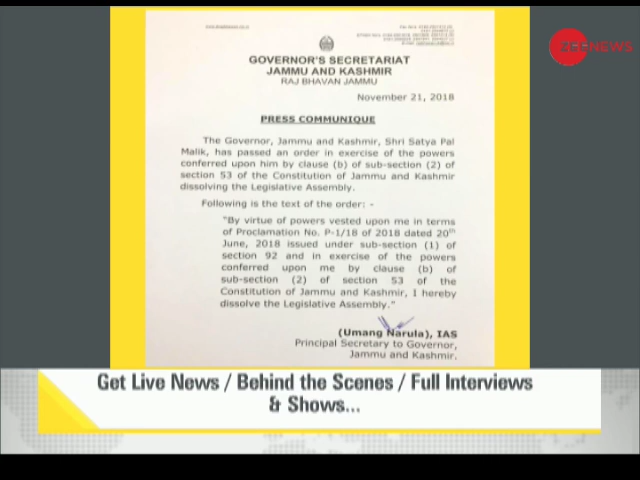 ZEE NEWS
GOVERNOR'S SECRETARIAT
JAMMU AND KASHMIR
RAJ BHAVAN JAMMU
November 21, 2018
PRESS COMMUNIQUE
The Governor, Jammu and Kashmir, Shri Satya Pal
Malik, has passed an order in exercise of the powers
conferred upon him by clause (b) of sub-section (2) of
section 53 of the Constitution of Jammu and Kashmir
dissolving the Legislative Assembly.
Following is the text of the order: -
"By virtue of powers vested upon me in terms
of Proclamation No. P-1/18 of 2018 dated 20th
June, 2018 issued under sub-section (1) of
section 92 and in exercise of the powers
conferred upon me by clause (b) of
sub-section (2) of section 53 of the
Constitution of Jammu and Kashmir, I hereby
dissolve the Legislative Assembly."
(Umang Narula), IAS
Principal Secretary to Governor,
Jammu and Kashmir.
Get Live News / Behind the Scenes / Full Interviews
& Shows...